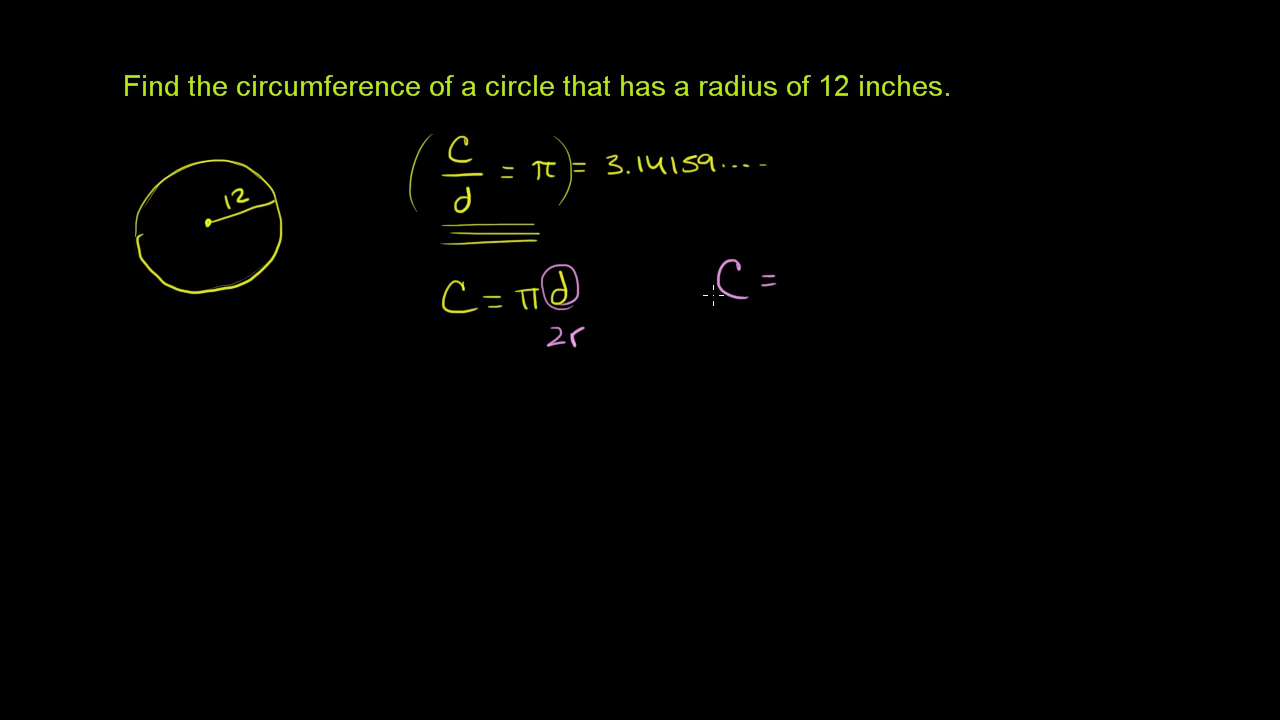 Find the circumference of a circle that has a radius of 12 inches.
12
( C/d = π ) = 3.14159....
C = πd
2r
C =